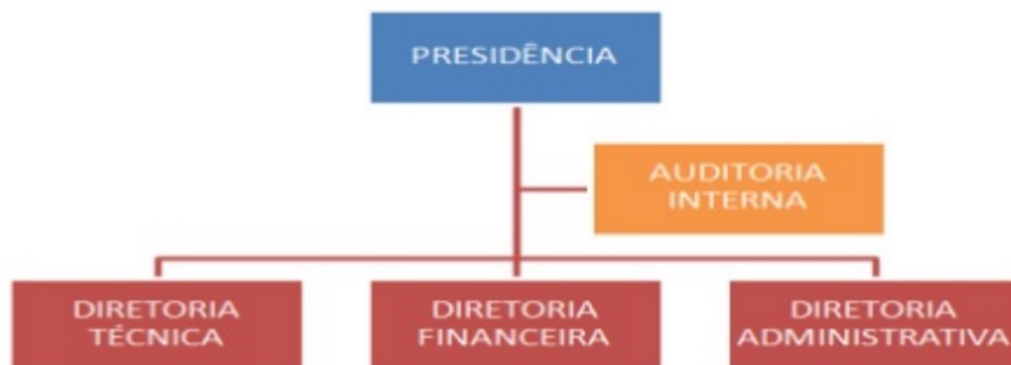 PRESIDÊNCIA
AUDITORIA
INTERNA
DIRETORIA
TÉCNICA
DIRETORIA
FINANCEIRA
DIRETORIA
ADMINISTRATIVA